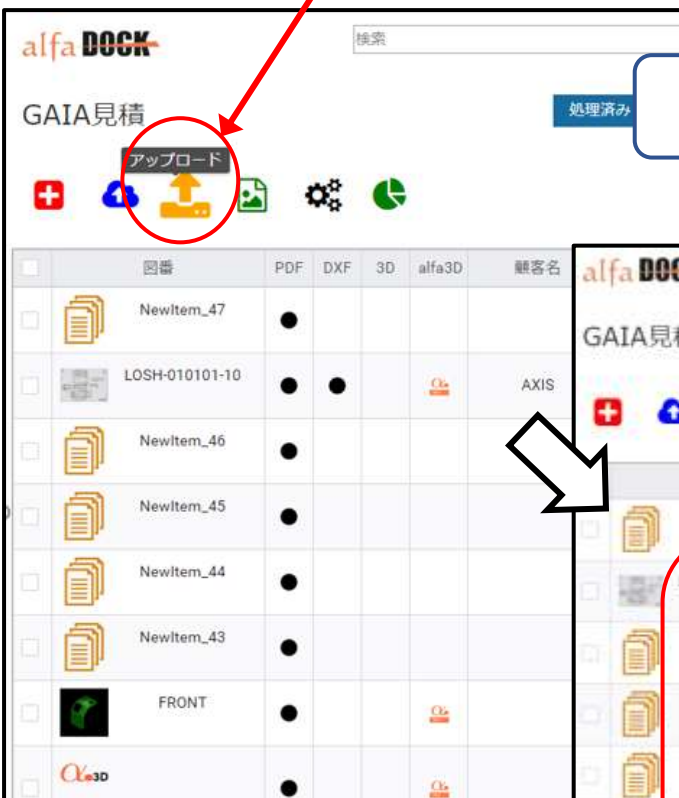 alfa DOCK
検索
GAIA見積
処理済み
アップロード
図番 PDF DXF 3D alfa3D 顧客名
NewItem_47
LOSH-010101-10 AXIS
NewItem_46
NewItem_45
NewItem_44
NewItem_43
FRONT
3D
alfa DOC
GAIA見